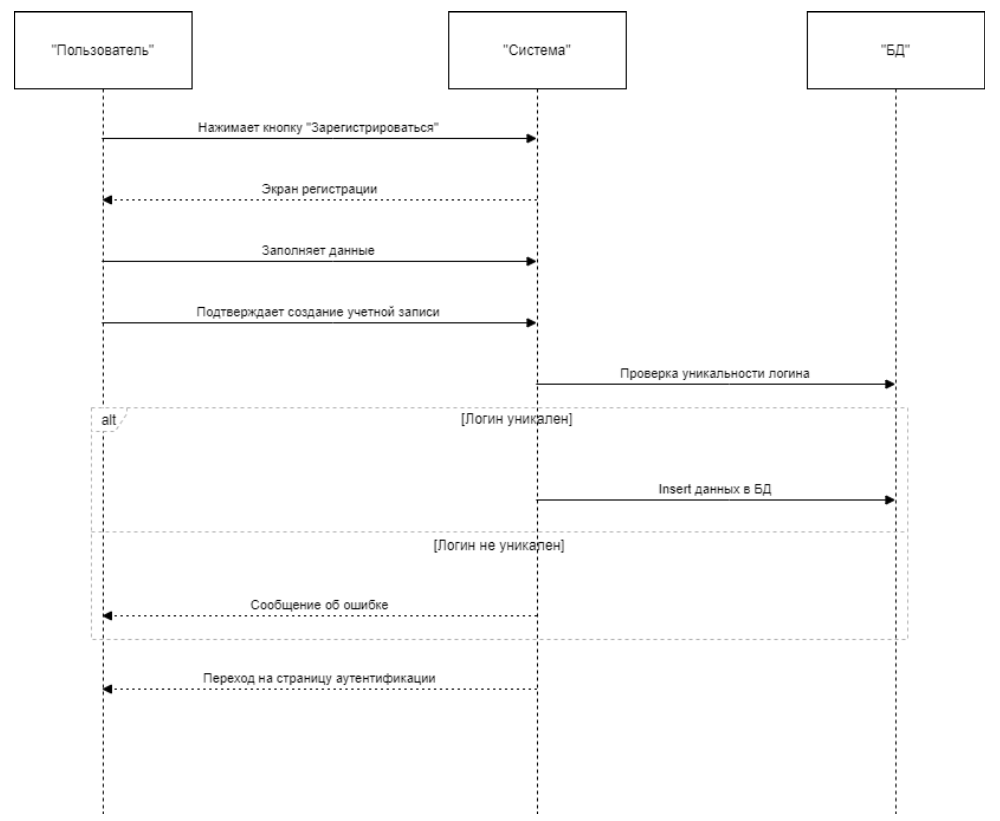 "Пользователь"
"Система"
"БД"
Нажимает кнопку "Зарегистрироваться"
Экран регистрации
Заполняет данные
Подтверждает создание учетной записи
Проверка уникальности логина
alt
[Логин уникален]
Insert данных в БД
[Логин не уникален]
Сообщение об ошибке
Переход на страницу аутентификации